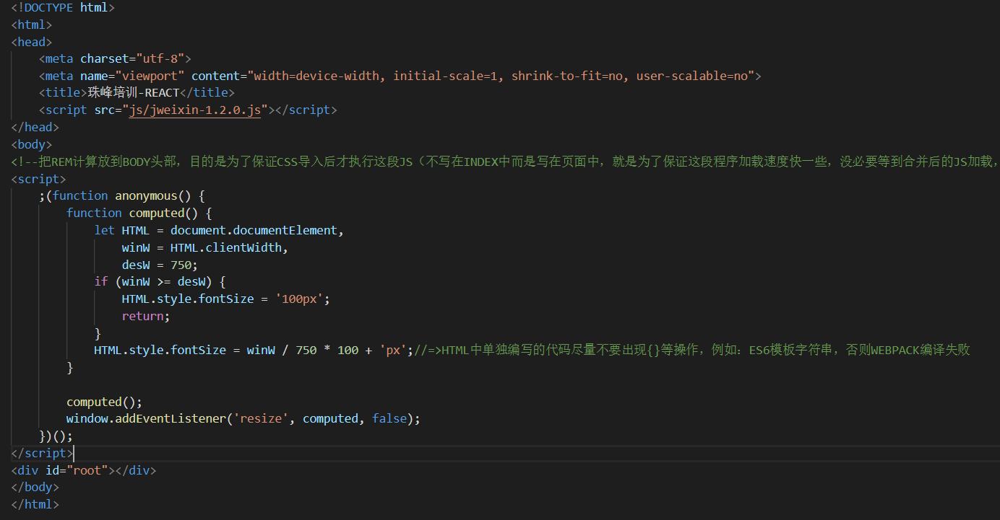 <!DOCTYPE html>
<html>
<head>
    <meta charset="utf-8">
    <meta name="viewport" content="width=device-width, initial-scale=1, shrink-to-fit=no, user-scalable=no">
    <title>珠峰培训-REACT</title>
    <script src="js/jweixin-1.2.0.js"></script>
</head>
<body>
<!--把REM计算放到BODY头部，目的是为了保证CSS导入后才执行这段JS（不写在INDEX中而是写在页面中，就是为了保证这段程序加载速度快一些，没必要等到合并后的JS加载，
<script>
    ;(function anonymous() {
        function computed() {
            let HTML = document.documentElement,
                winW = HTML.clientWidth,
                desW = 750;
            if (winW >= desW) {
                HTML.style.fontSize = '100px';
                return;
            }
            HTML.style.fontSize = winW / 750 * 100 + 'px';//=>HTML中单独编写的代码尽量不要出现{}等操作，例如：ES6模板字符串，否则WEBPACK编译失败
        }

        computed();
        window.addEventListener('resize', computed, false);
    })();
</script>
<div id="root"></div>
</body>
</html>